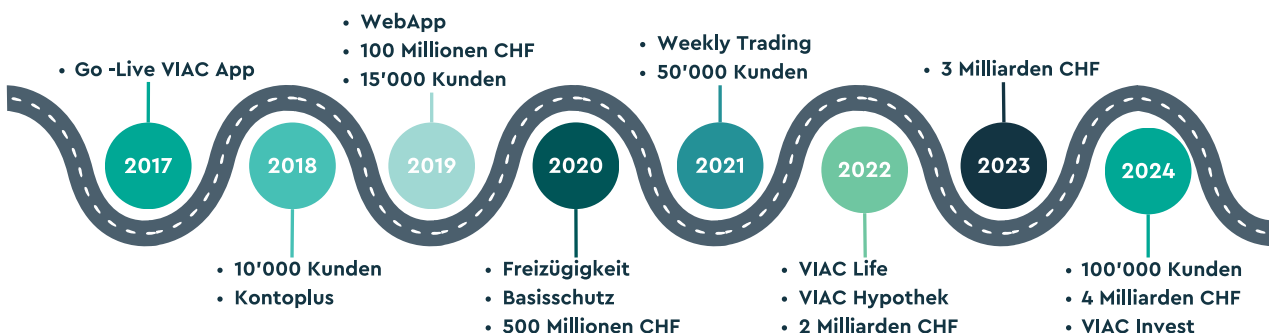 • Go -Live VIAC App
2017
2018
• 10'000 Kunden
• Kontoplus
• WebApp
• 100 Millionen CHF
• 15'000 Kunden
2019
2020
• Freizügigkeit
• Basisschutz
• 500 Millionen CHF
• Weekly Trading
• 50'000 Kunden
2021
2022
• VIAC Life
• VIAC Hypothek
• 2 Milliarden CHF
• 3 Milliarden CHF
2023
2024
• 100'000 Kunden
• 4 Milliarden CHF
• VIAC Invest